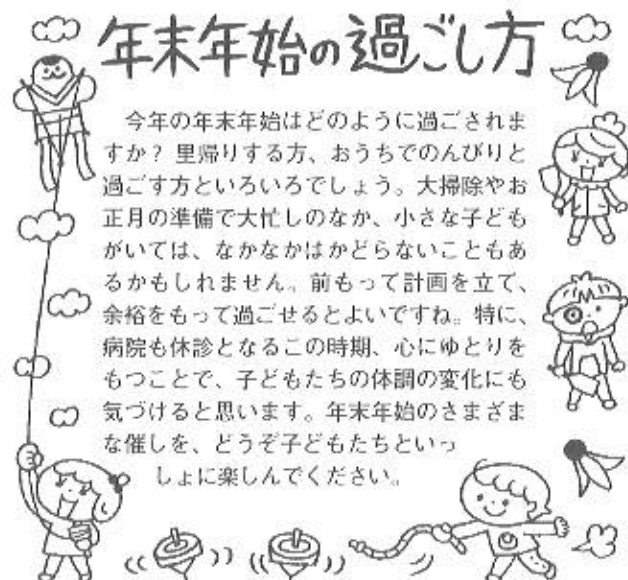 年末年始の過ごし方
今年の年末年始はどのように過ごされま
すか？里帰りする方、おうちでのんびりと
過ごす方といろいろでしょう。大掃除やお
正月の準備で大忙しのなか、小さな子ども
がいては、なかなかはかどらないこともあ
るかもしれません。前もって計画を立て、
余裕をもって過ごせるとよいですね。特に、
病院も休診となるこの時期、心にゆとりを
もつことで、子どもたちの体調の変化にも
気づけると思います。年末年始のさまざま
な催しを、どうぞ子どもたちといっ
しょに楽しんでください。